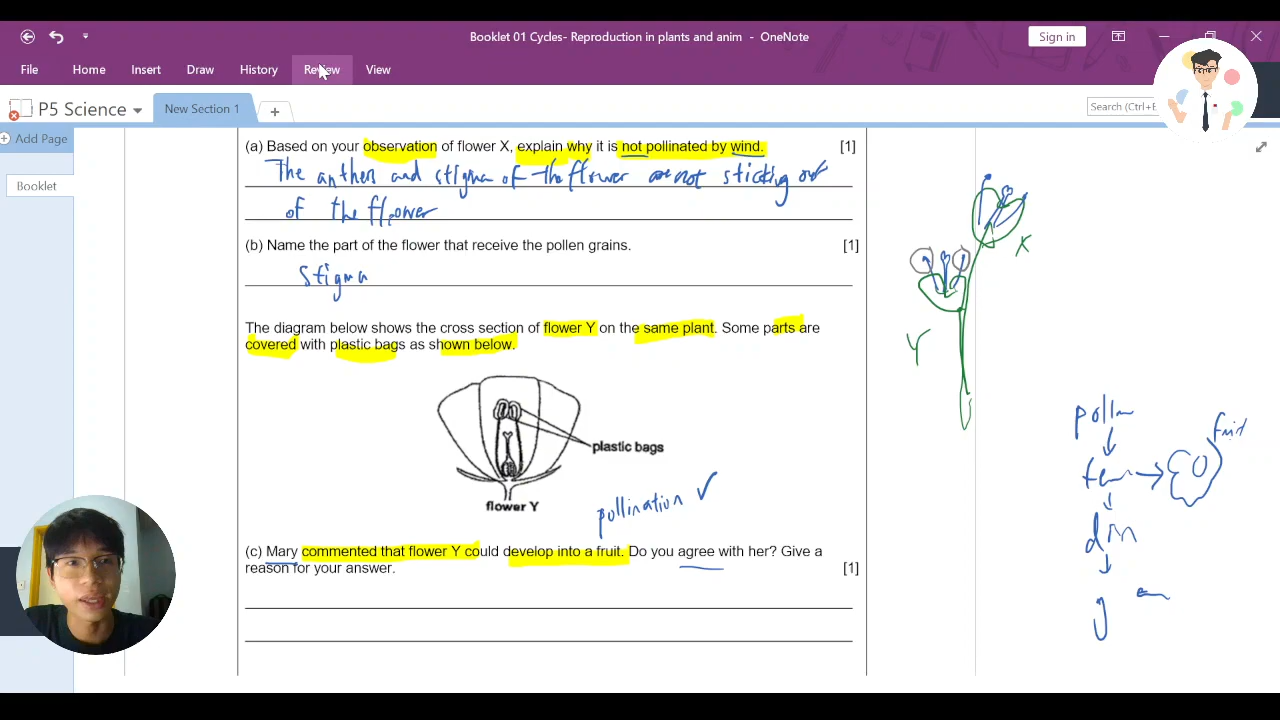 Booklet 01 Cycles- Reproduction in plants and anim - OneNote
Sign in
File Home Insert Draw History Review View
P5 Science
New Section 1
Search (Ctrl+E
Add Page
Booklet
(a) Based on your observation of flower X, explain why it is not pollinated by wind. [1]
The anthers and stigma of the flower are not sticking out
of the flower
(b) Name the part of the flower that receive the pollen grains. [1]
Stigma
The diagram below shows the cross section of flower Y on the same plant. Some parts are
covered with plastic bags as shown below.
plastic bags
flower Y
pollination ✓
(c) Mary commented that flower Y could develop into a fruit. Do you agree with her? Give a
reason for your answer. [1]
X
Y
fruit
g